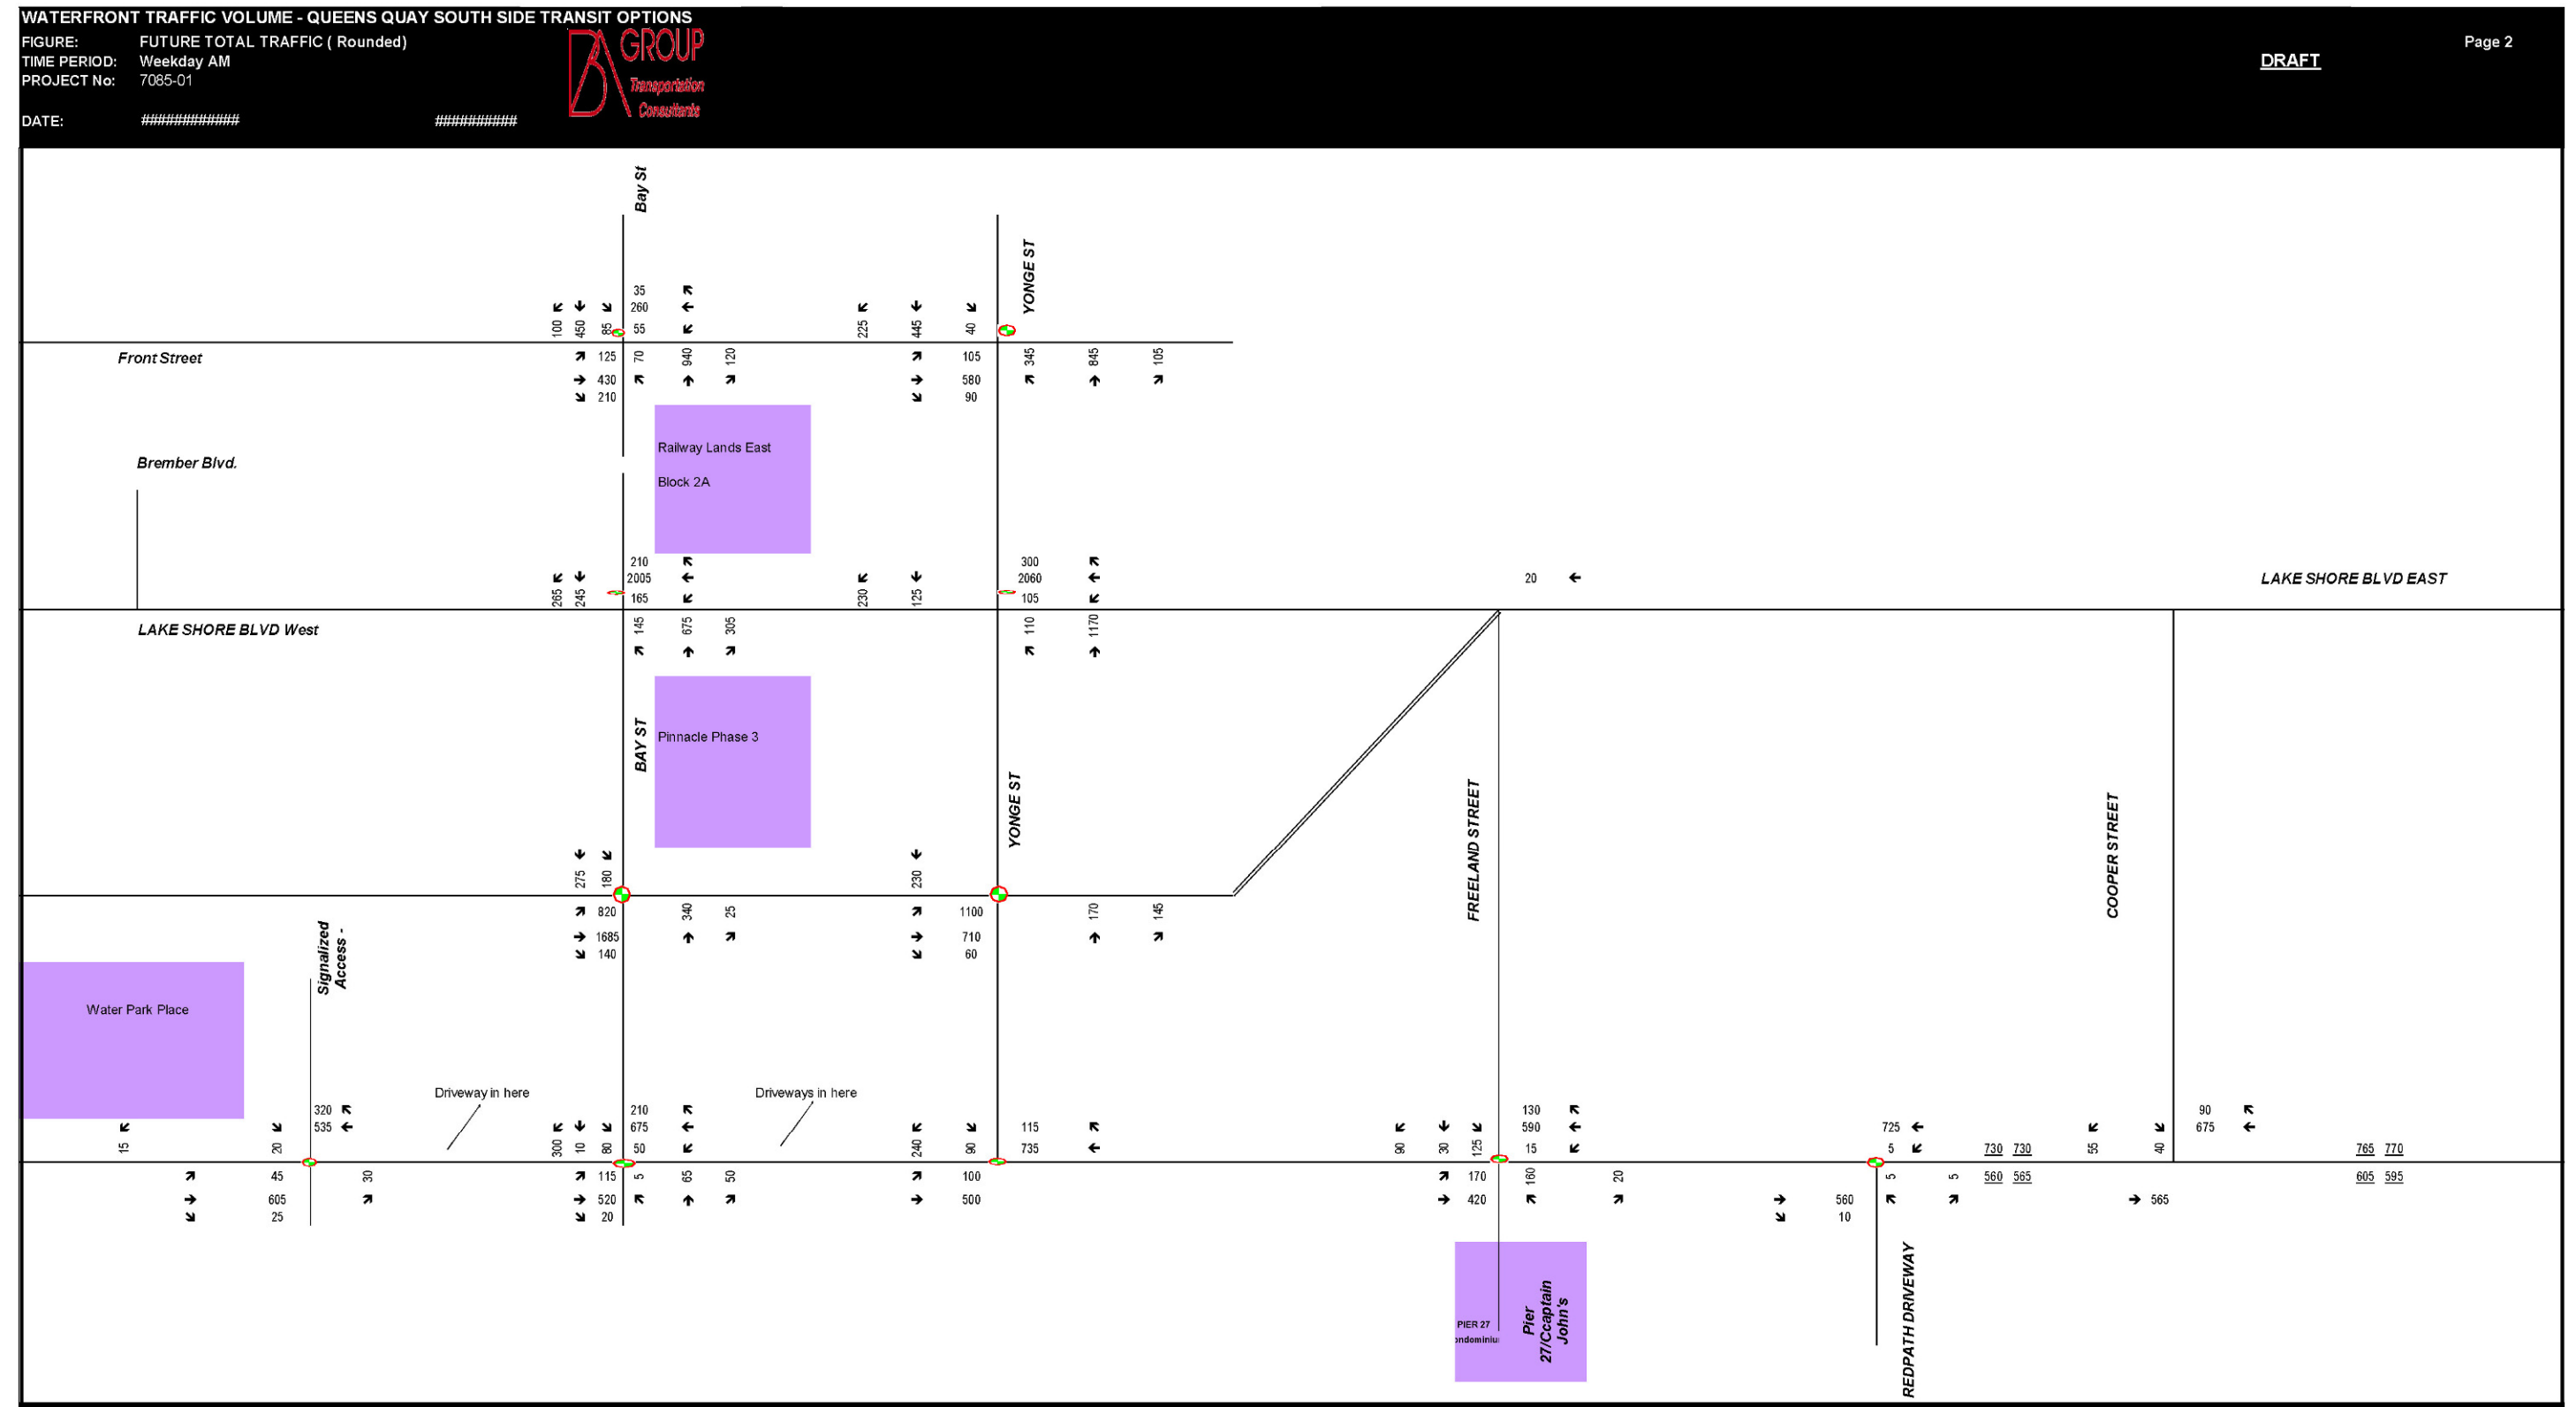 WATERFRONT TRAFFIC VOLUME - QUEENS QUAY SOUTH SIDE TRANSIT OPTIONS
FIGURE: FUTURE TOTAL TRAFFIC ( Rounded)
TIME PERIOD: Weekday AM
PROJECT No: 7085-01
DATE: ############ ##########
BA GROUP
Transportation
Consultants
DRAFT
Page 2
Bay St
YONGE ST
35
260
100 450 85 55
225 445 40
Front Street
125 70 940 120
430
210
105 345 845 105
580
90
Railway Lands East
Block 2A
Brember Blvd.
210
2005
265 245 165
300
2060
230 125 105
20
LAKE SHORE BLVD EAST
LAKE SHORE BLVD West
145 675 305
110 1170
BAY ST
Pinnacle Phase 3
YONGE ST
FREELAND STREET
COOPER STREET
275 180
230
820 340 25
1685
140
1100 170 145
710
60
Signalized
Access -
Water Park Place
Driveway in here
Driveways in here
320
535
15 20
210
675
300 10 80 50
115
240 90 735
130
590
90 30 125 15
725
5
730 730
90
675
55 40
765 770
45 30
605
25
115 5 65 50
520
20
100
500
170 160 20
420
5 5
560
10
560 565
565
605 595
PIER 27
ondominiu
Pier
27/Ccaptain
John's
REDPATH DRIVEWAY